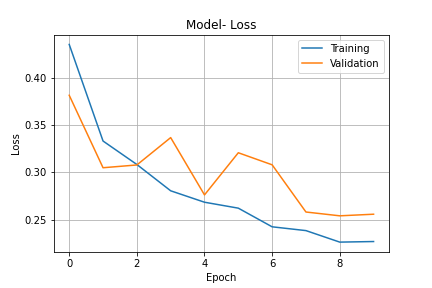 Model- Loss
Training
Validation
Loss
0.40
0.35
0.30
0.25
0 2 4 6 8
Epoch